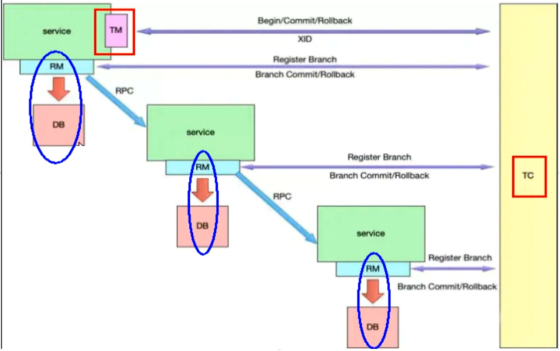 service
TM
Begin/Commit/Rollback
XID
RM
Register Branch
Branch Commit/Rollback
DB
RPC
service
RM
Register Branch
Branch Commit/Rollback
TC
DB
RPC
service
RM
Register Branch
Branch Commit/Rollback
DB